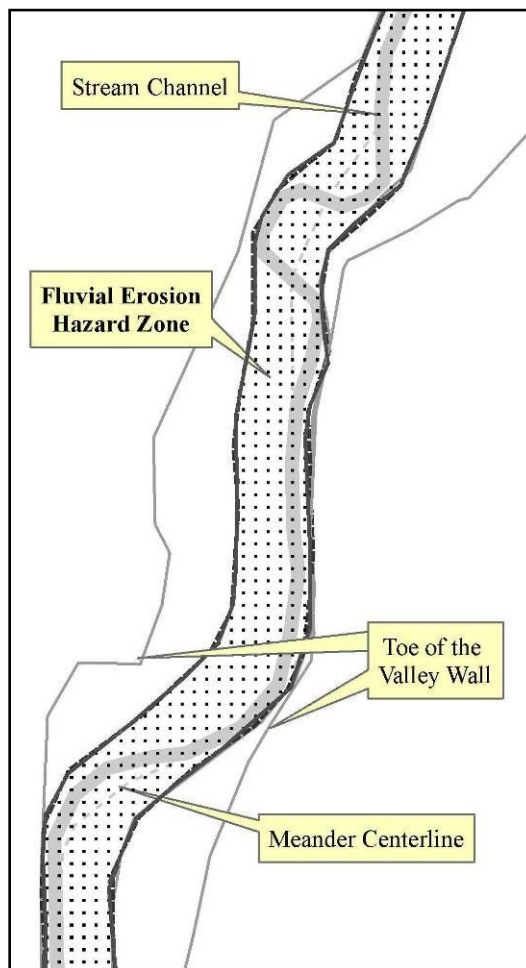 Stream Channel
Fluvial Erosion
Hazard Zone
Toe of the
Valley Wall
Meander Centerline